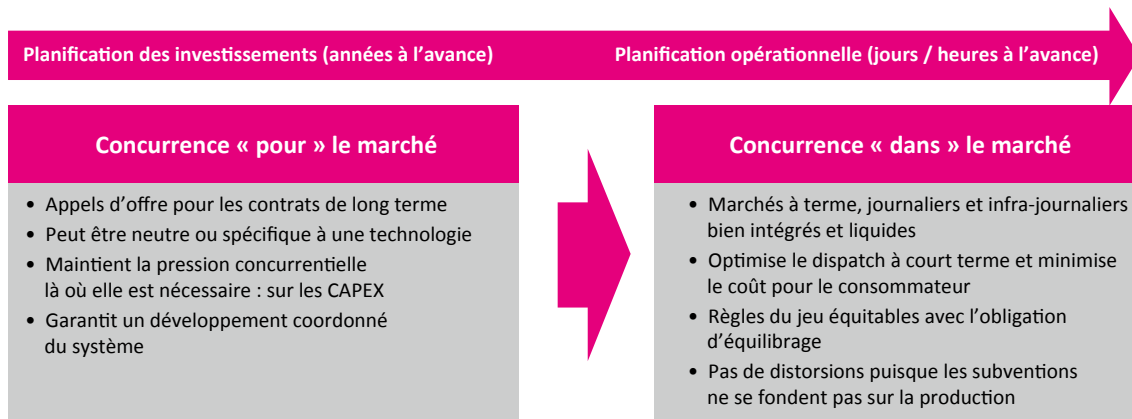 Planification des investissements (années à l’avance)
Planification opérationnelle (jours / heures à l’avance)
Concurrence « pour » le marché
• Appels d’offre pour les contrats de long terme
• Peut être neutre ou spécifique à une technologie
• Maintient la pression concurrentielle
là où elle est nécessaire : sur les CAPEX
• Garantit un développement coordonné
du système
Concurrence « dans » le marché
• Marchés à terme, journaliers et infra-journaliers
bien intégrés et liquides
• Optimise le dispatch à court terme et minimise
le coût pour le consommateur
• Règles du jeu équitables avec l’obligation
d’équilibrage
• Pas de distorsions puisque les subventions
ne se fondent pas sur la production